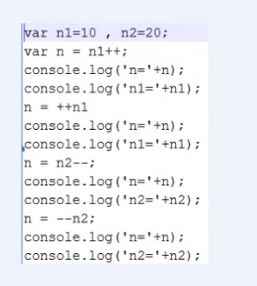 var n1=10 , n2=20;
var n = n1++;
console.log('n='+n);
console.log('n1='+n1);
n = ++n1
console.log('n='+n);
console.log('n1='+n1);
n = n2--;
console.log('n='+n);
console.log('n2='+n2);
n = --n2;
console.log('n='+n);
console.log('n2='+n2);